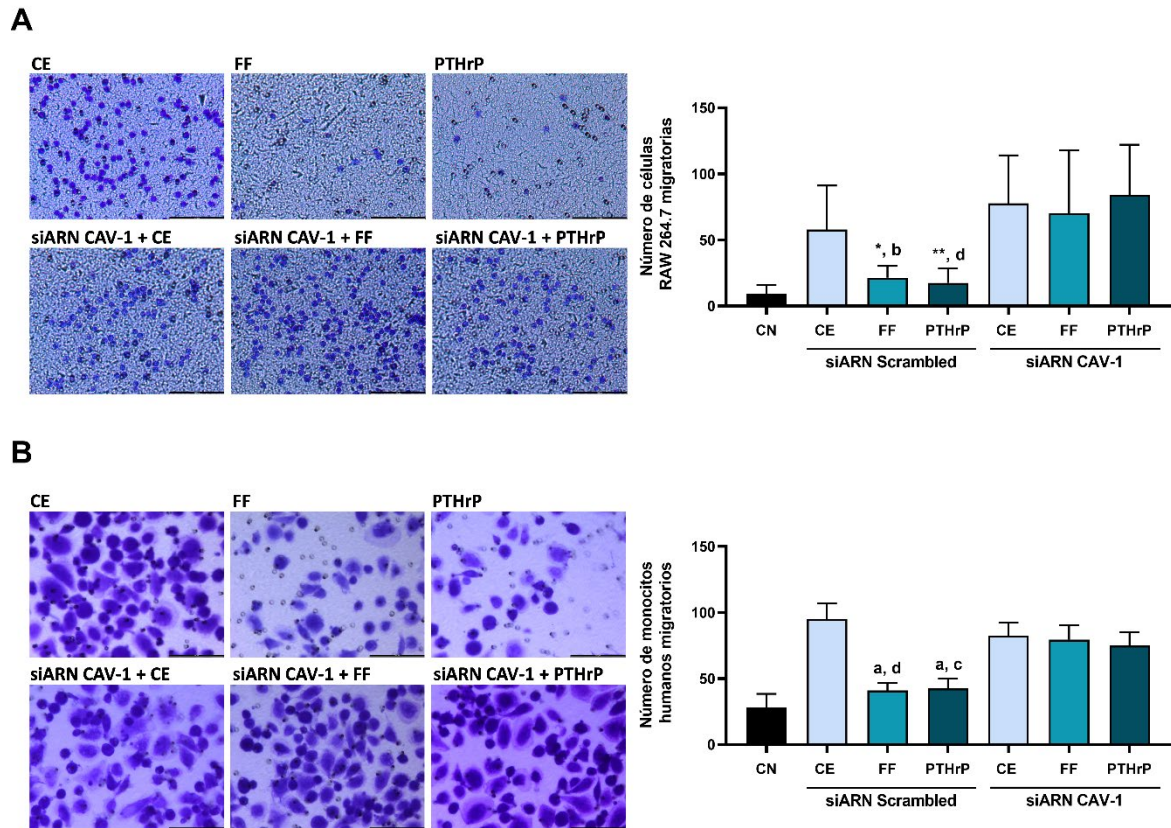 A
CE
FF
PTHrP
siARN CAV-1 + CE
siARN CAV-1 + FF
siARN CAV-1 + PTHrP
Número de células
RAW 264.7 migratorias
150
100
50
0
*, b
**, d
CN
CE
FF
PTHrP
CE
FF
PTHrP
siARN Scrambled
siARN CAV-1
B
CE
FF
PTHrP
siARN CAV-1 + CE
siARN CAV-1 + FF
siARN CAV-1 + PTHrP
Número de monocitos
humanos migratorios
150
100
50
0
a, d
a, c
CN
CE
FF
PTHrP
CE
FF
PTHrP
siARN Scrambled
siARN CAV-1